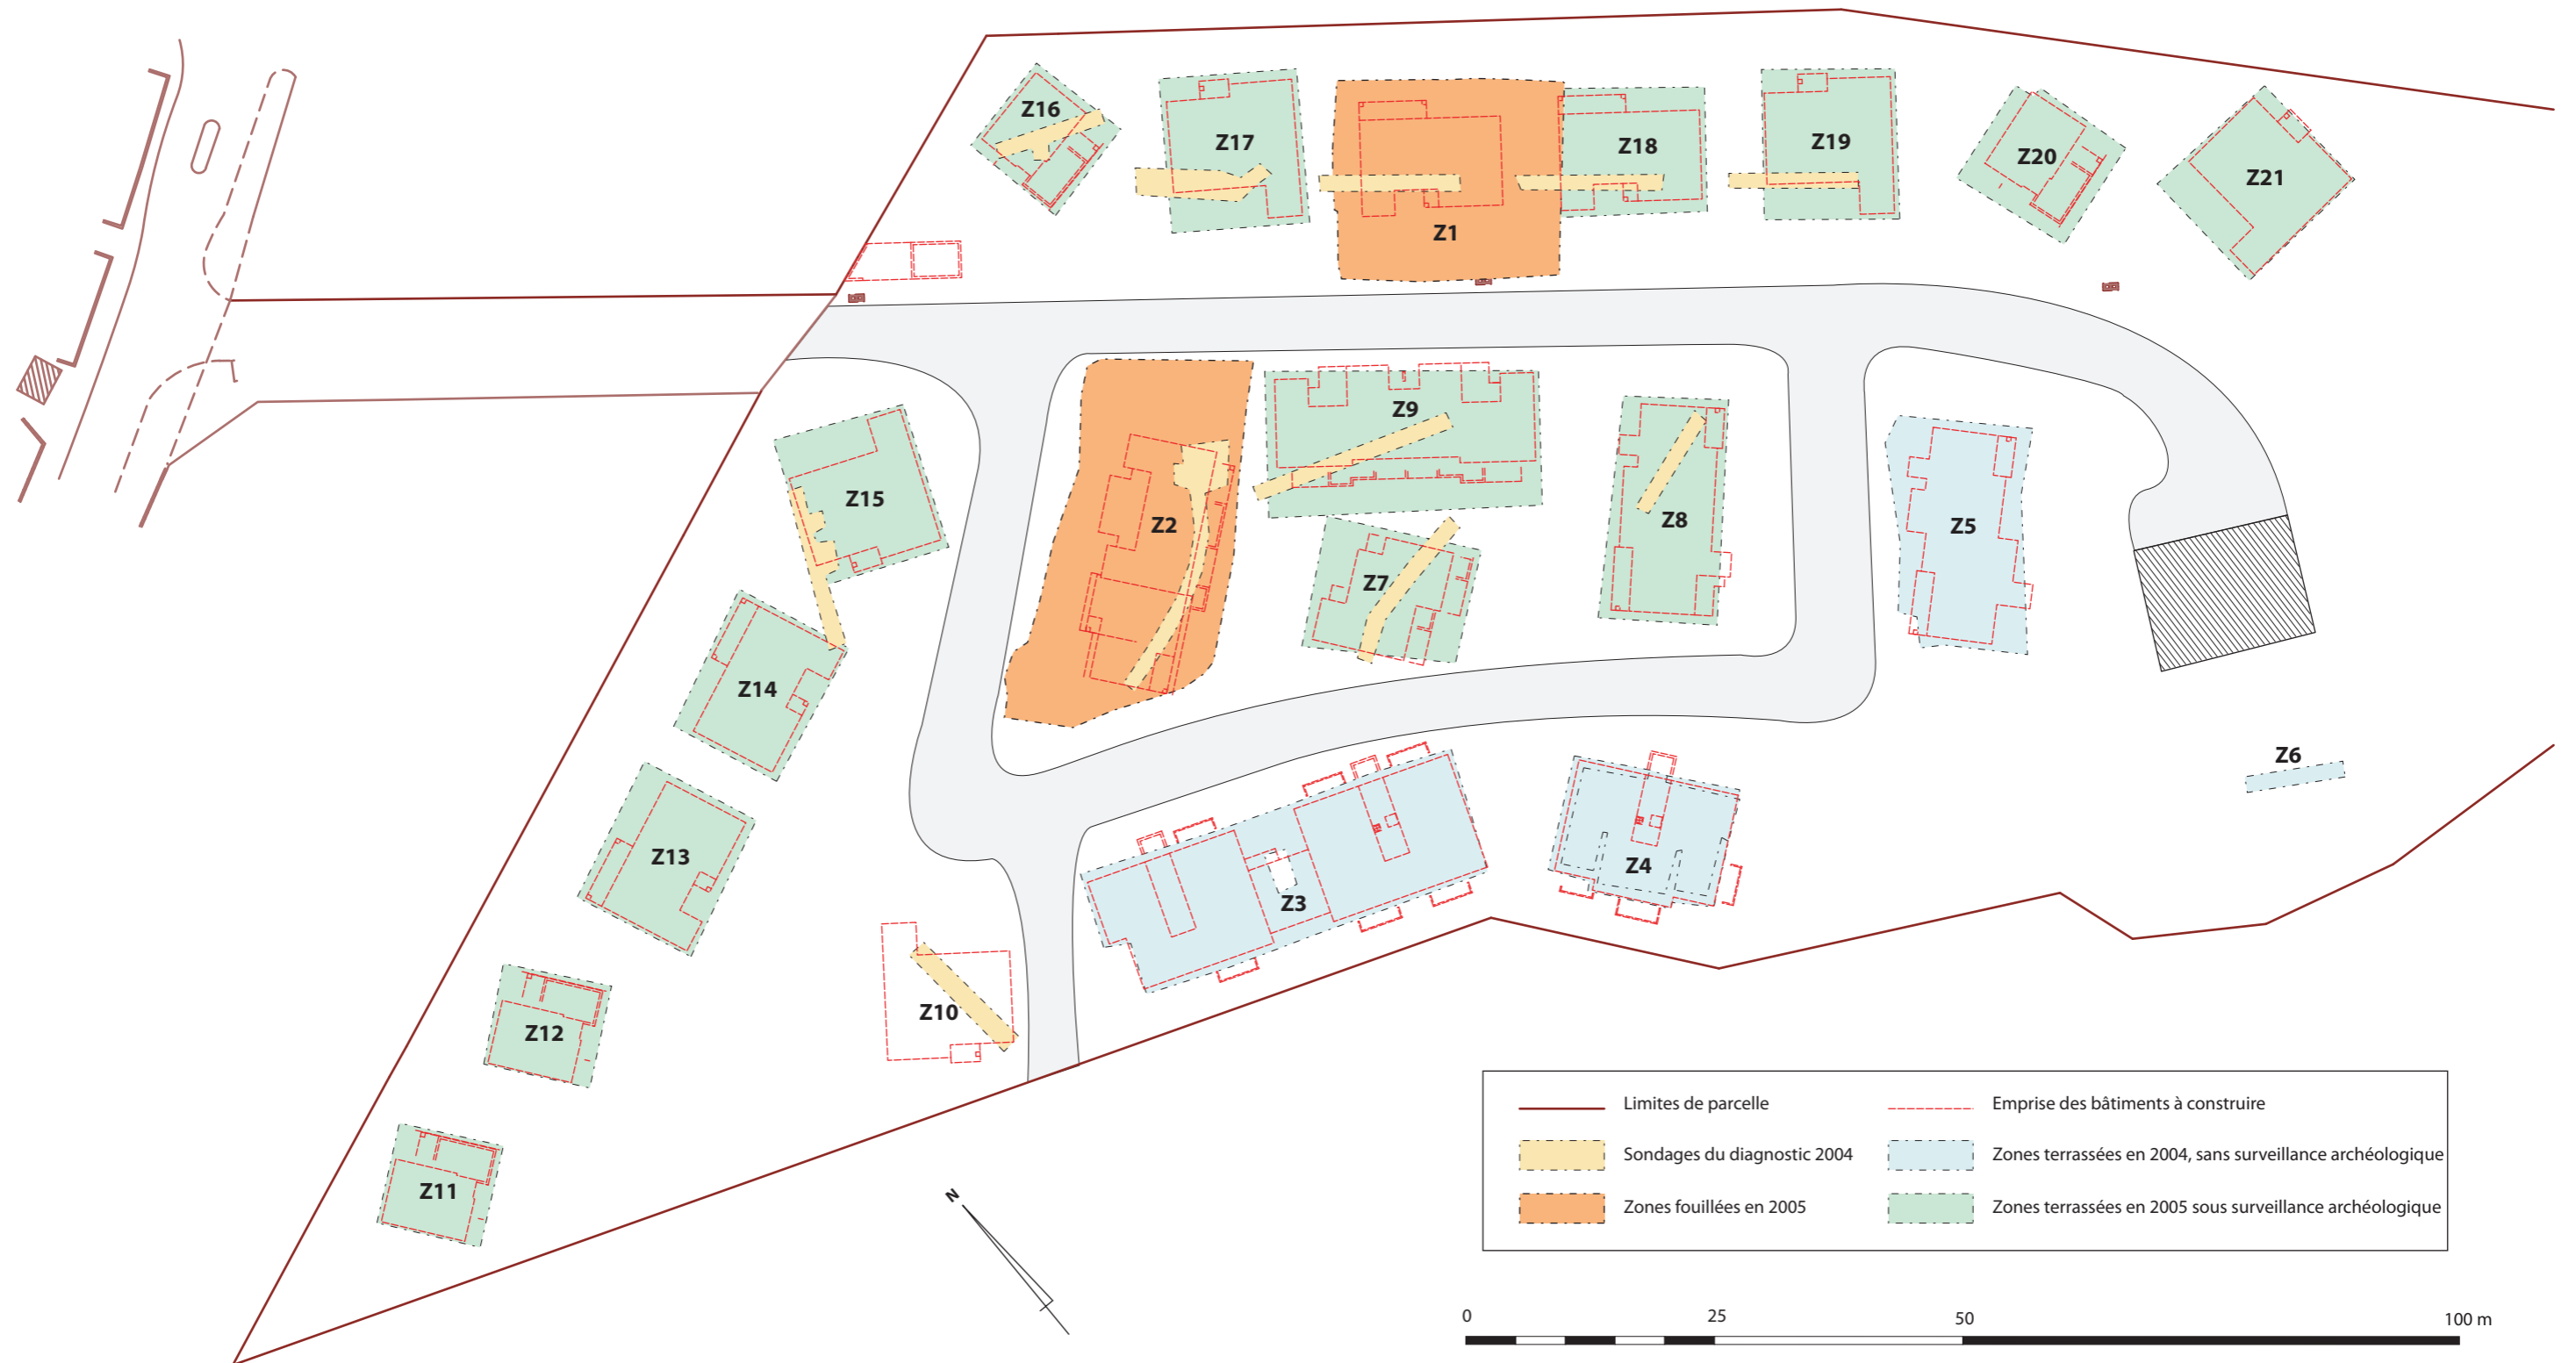 Z16
Z17
Z1
Z18
Z19
Z20
Z21
Z15
Z2
Z9
Z7
Z8
Z5
Z14
Z13
Z12
Z11
Z10
Z3
Z4
Z6
N
Limites de parcelle
Emprise des bâtiments à construire
Sondages du diagnostic 2004
Zones terrassées en 2004, sans surveillance archéologique
Zones fouillées en 2005
Zones terrassées en 2005 sous surveillance archéologique
0 25 50 100 m